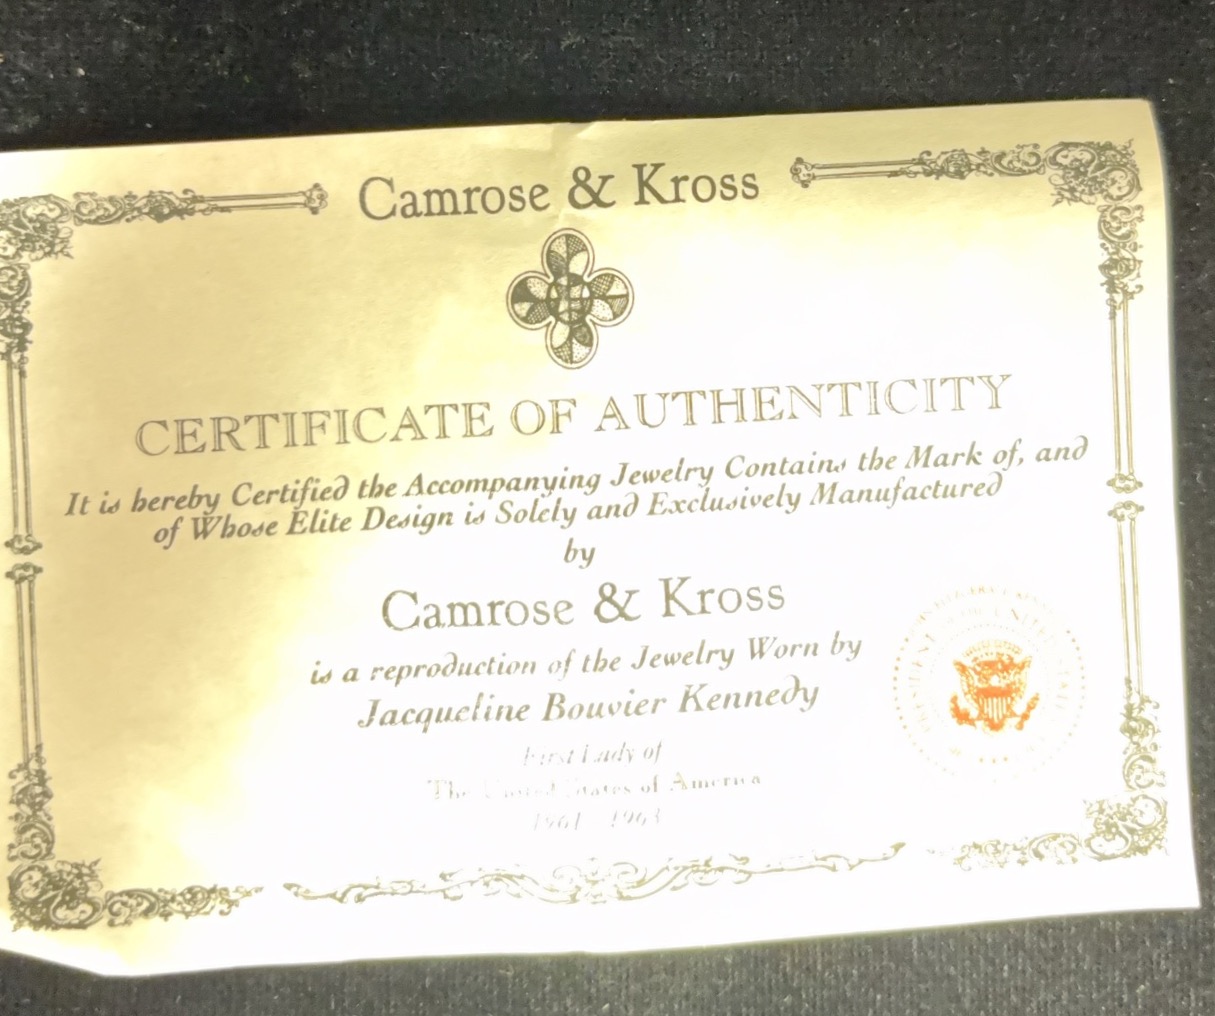 Camrose & Kross
CERTIFICATE OF AUTHENTICITY
It is hereby Certified the Accompanying Jewelry Contains the Mark of, and
of Whose Elite Design is Solely and Exclusively Manufactured
by
Camrose & Kross
is a reproduction of the Jewelry Worn by
Jacqueline Bouvier Kennedy
First Lady of
The United States of America
1961 1963